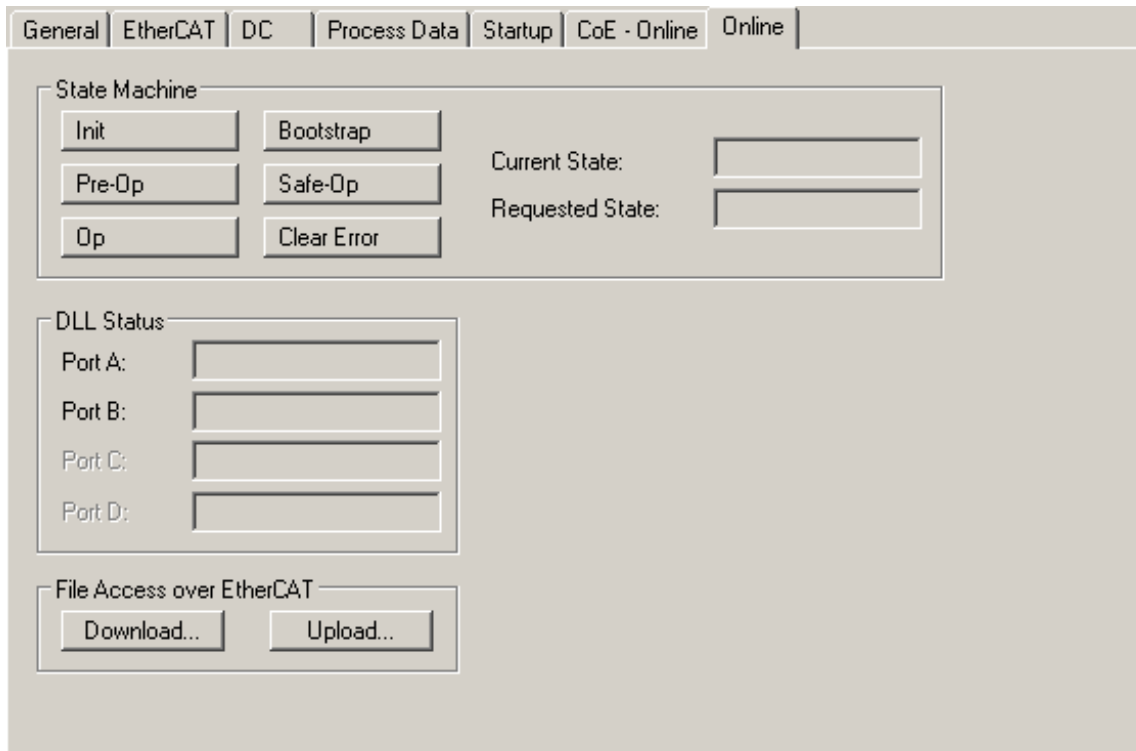 General EtherCAT DC Process Data Startup CoE - Online Online
State Machine
Init Bootstrap
Pre-Op Safe-Op
Op Clear Error
Current State:
Requested State:
DLL Status
Port A:
Port B:
Port C:
Port D:
File Access over EtherCAT
Download... Upload...